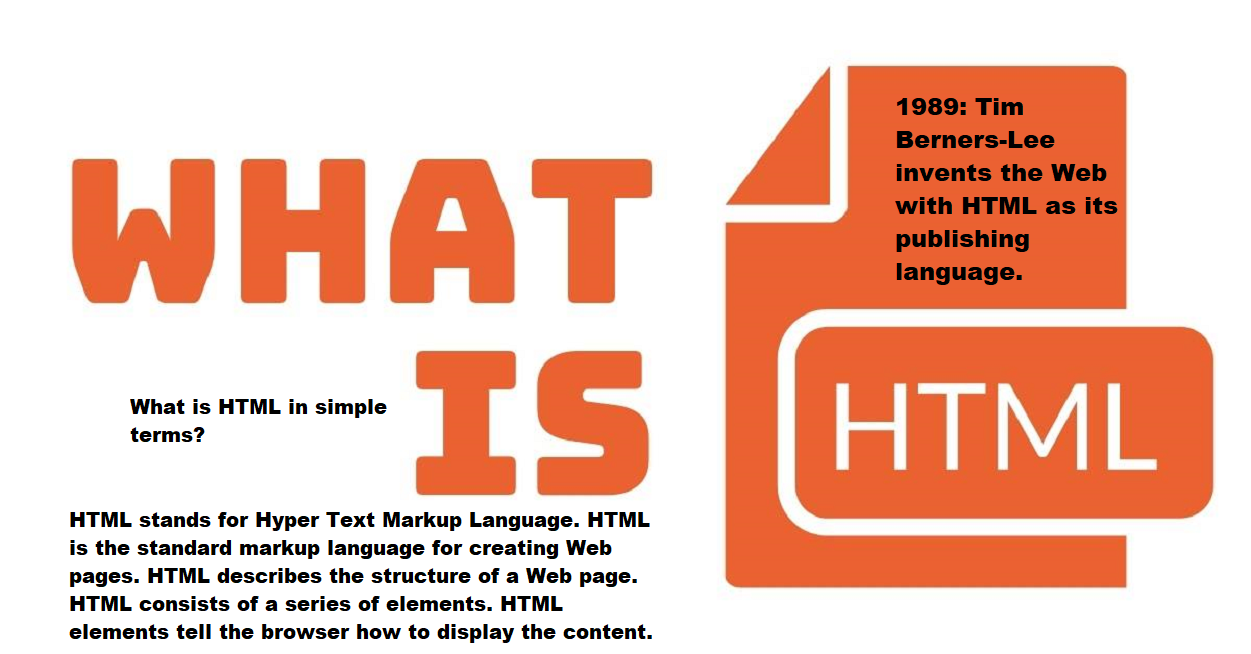 WHAT
IS
What is HTML in simple
terms?
HTML stands for Hyper Text Markup Language. HTML
is the standard markup language for creating Web
pages. HTML describes the structure of a Web page.
HTML consists of a series of elements. HTML
elements tell the browser how to display the content.
1989: Tim
Berners-Lee
invents the Web
with HTML as its
publishing
language.
HTML